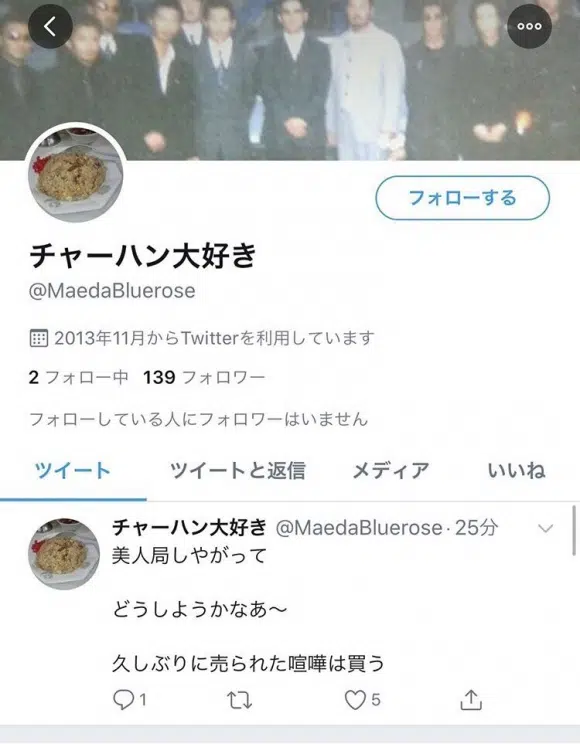 フォローする
チャーハン大好き
@MaedaBluerose
2013年11月からTwitterを利用しています
2 フォロー中 139 フォロワー
フォローしている人にフォロワーはいません
ツイート ツイートと返信 メディア いいね
チャーハン大好き @MaedaBluerose · 25分
美人局しやがって
どうしようかなあ〜
久しぶりに売られた喧嘩は買う
1 5